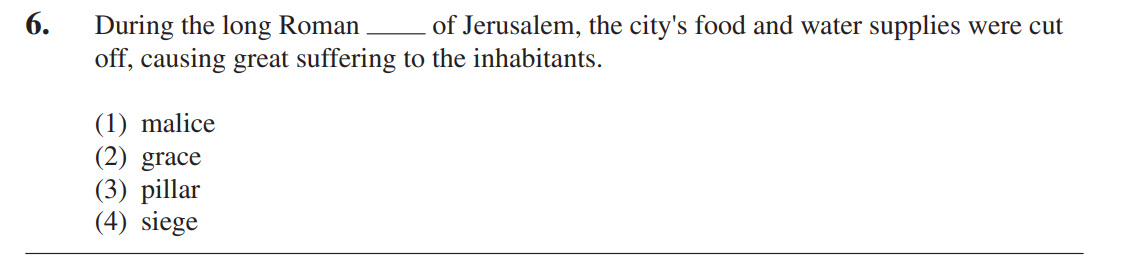 6. During the long Roman _____ of Jerusalem, the city's food and water supplies were cut
off, causing great suffering to the inhabitants.
(1) malice
(2) grace
(3) pillar
(4) siege